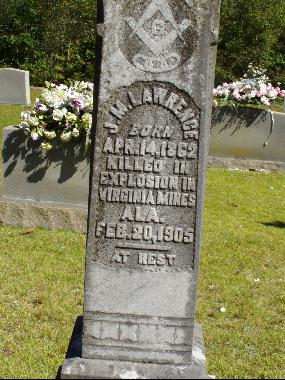 J.M. LAWRENCE
BORN
APR. 14, 1862
KILLED IN
EXPLOSION IN
VIRGINIA MINES
ALA.
FEB. 20, 1905
AT REST